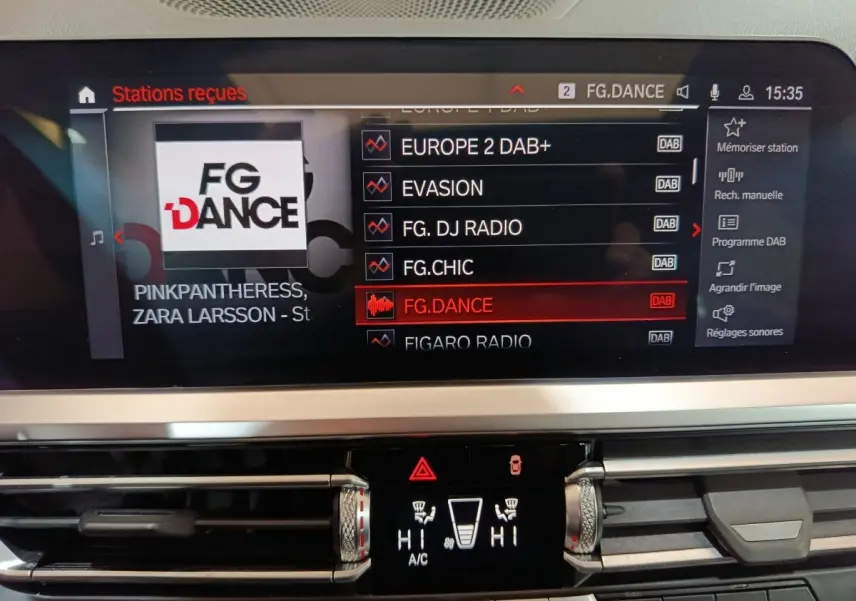 Stations reçues
2 FG.DANCE
15:35
EUROPE 2 DAB+ DAB
EVASION DAB
FG. DJ RADIO DAB
FG.CHIC DAB
FG.DANCE DAB
FIGARO RADIO DAB
FG
DANCE
PINKPANTHERESS,
ZARA LARSSON - St
Mémoriser station
Rech. manuelle
Programme DAB
Agrandir l'image
Réglages sonores
HI HI
A/C